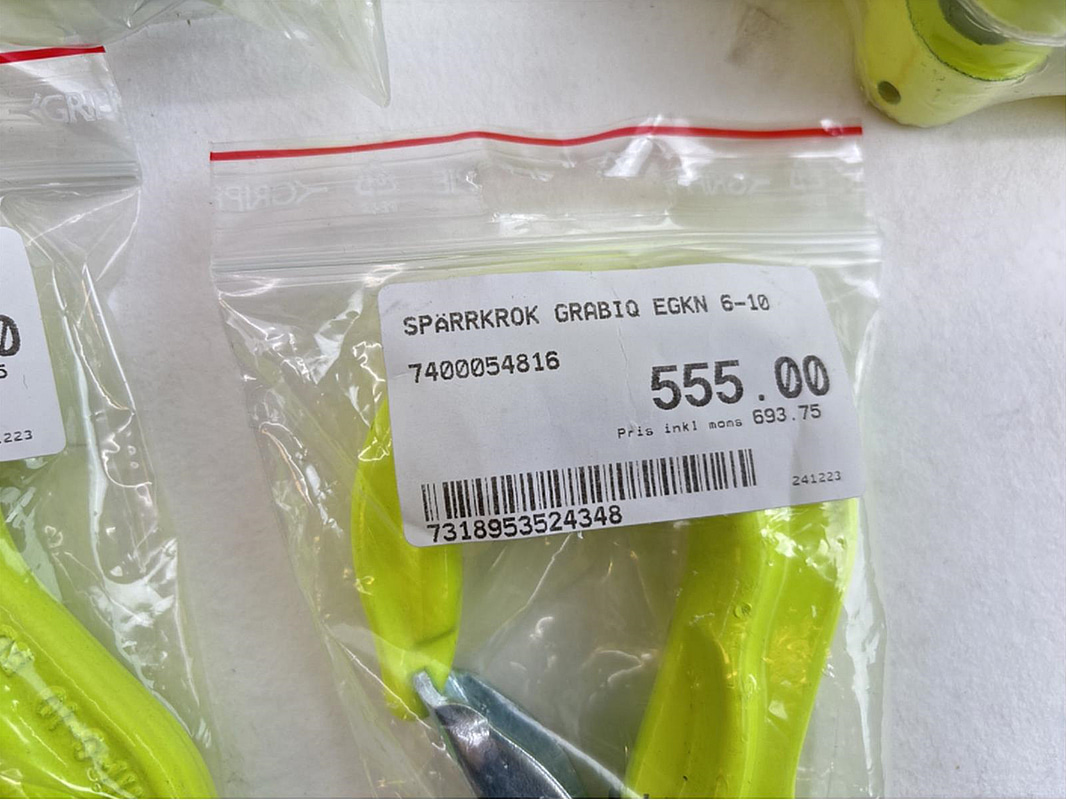 SPÄRRKROK GRABIQ EGKN 6-10
7400054816
555.00
Pris inkl moms 693.75
241223
7318953524348